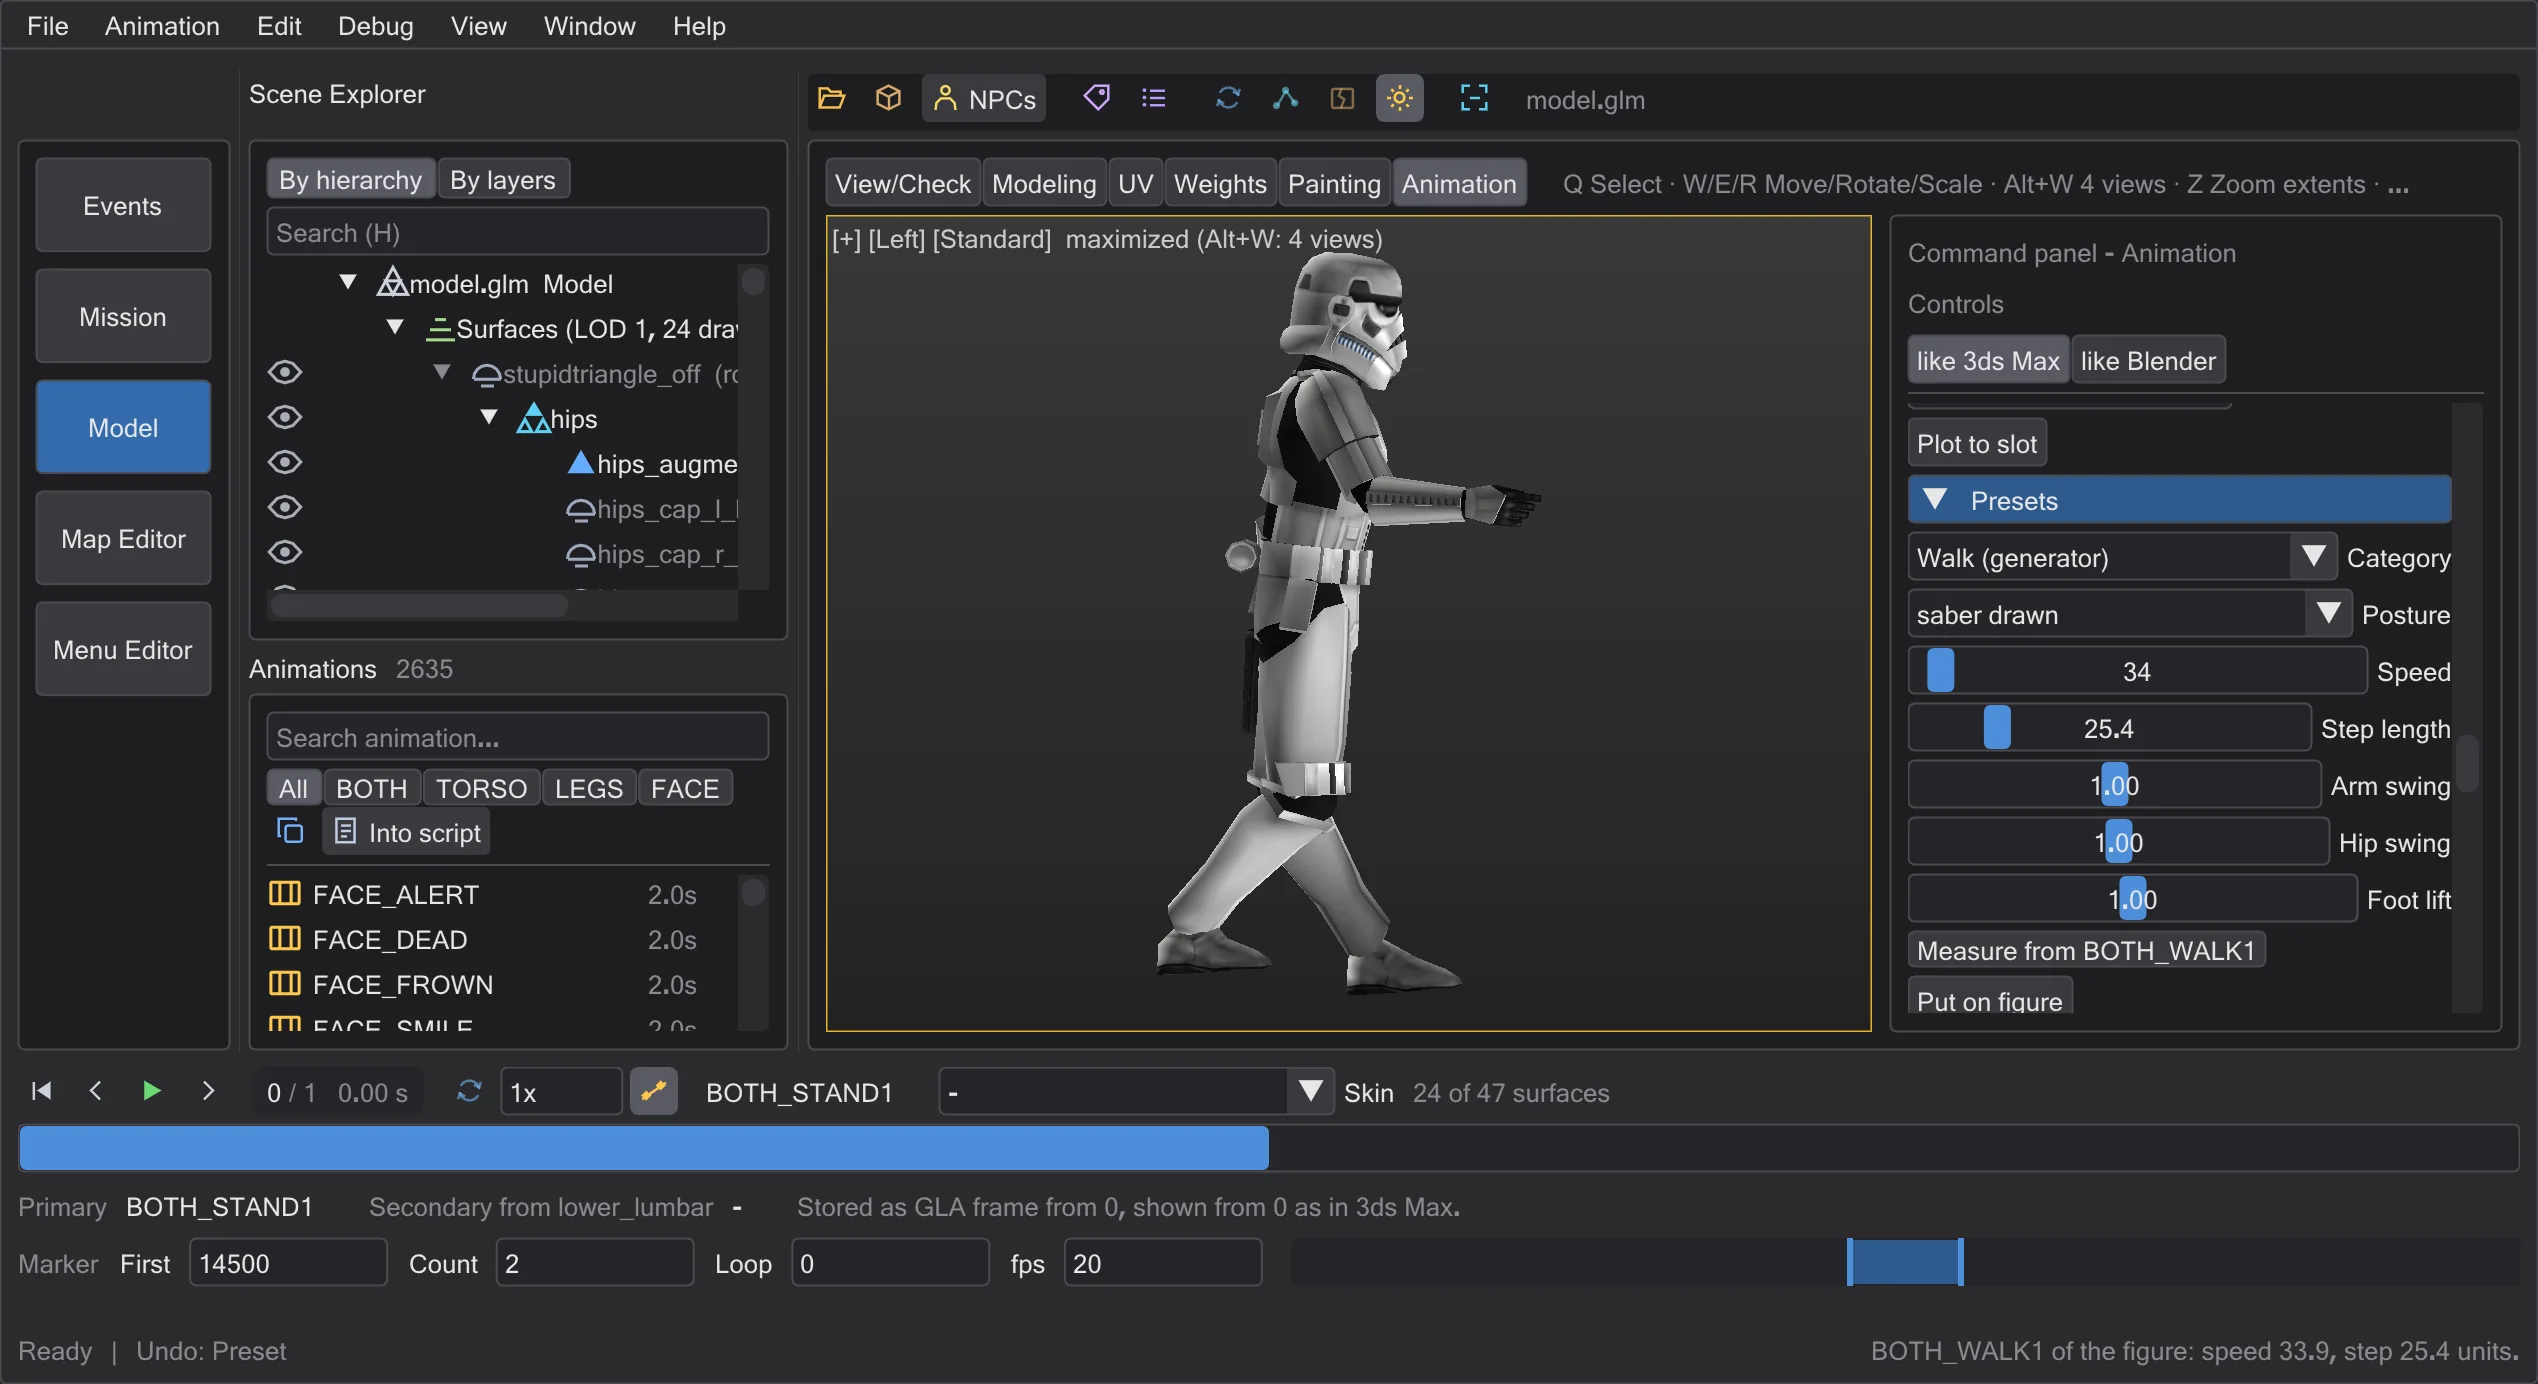 File Animation Edit Debug View Window Help
Scene Explorer
NPCs model.glm
Events
Mission
Model
Map Editor
Menu Editor
By hierarchy By layers
Search (H)
model.glm Model
Surfaces (LOD 1, 24 dra
stupidtriangle_off (ro
hips
hips_augme
hips_cap_l_
hips_cap_r_
Animations 2635
Search animation...
All BOTH TORSO LEGS FACE
Into script
FACE_ALERT 2.0s
FACE_DEAD 2.0s
FACE_FROWN 2.0s
FACE_SMILE 2.0s
View/Check Modeling UV Weights Painting Animation Q Select · W/E/R Move/Rotate/Scale · Alt+W 4 views · Z Zoom extents · ...
[+] [Left] [Standard] maximized (Alt+W: 4 views)
Command panel - Animation
Controls
like 3ds Max like Blender
Plot to slot
Presets
Walk (generator) Category
saber drawn Posture
34 Speed
25.4 Step length
1.00 Arm swing
1.00 Hip swing
1.00 Foot lift
Measure from BOTH_WALK1
Put on figure
0 / 1 0.00 s 1x BOTH_STAND1 - Skin 24 of 47 surfaces
Primary BOTH_STAND1 Secondary from lower_lumbar - Stored as GLA frame from 0, shown from 0 as in 3ds Max.
Marker First 14500 Count 2 Loop 0 fps 20
Ready | Undo: Preset BOTH_WALK1 of the figure: speed 33.9, step 25.4 units.